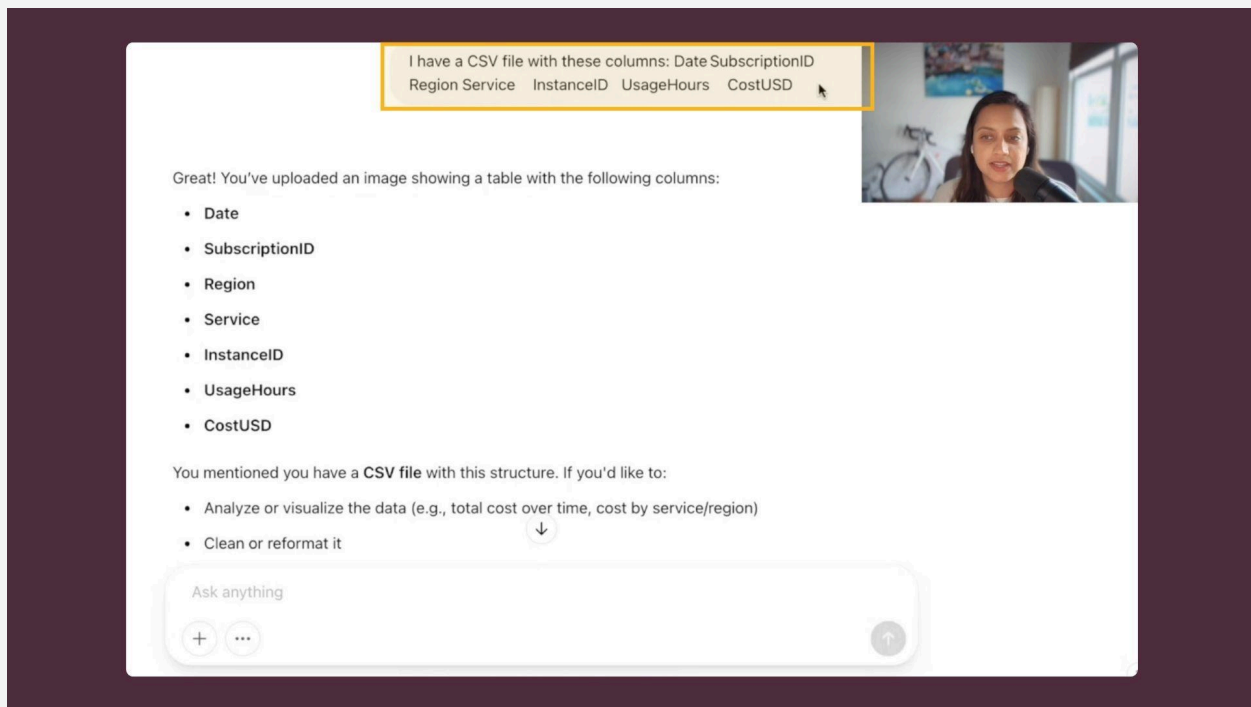 I have a CSV file with these columns: Date SubscriptionID
Region Service InstanceID UsageHours CostUSD
Great! You've uploaded an image showing a table with the following columns:
• Date
• SubscriptionID
• Region
• Service
• InstanceID
• UsageHours
• CostUSD
You mentioned you have a CSV file with this structure. If you'd like to:
• Analyze or visualize the data (e.g., total cost over time, cost by service/region)
• Clean or reformat it
Ask anything